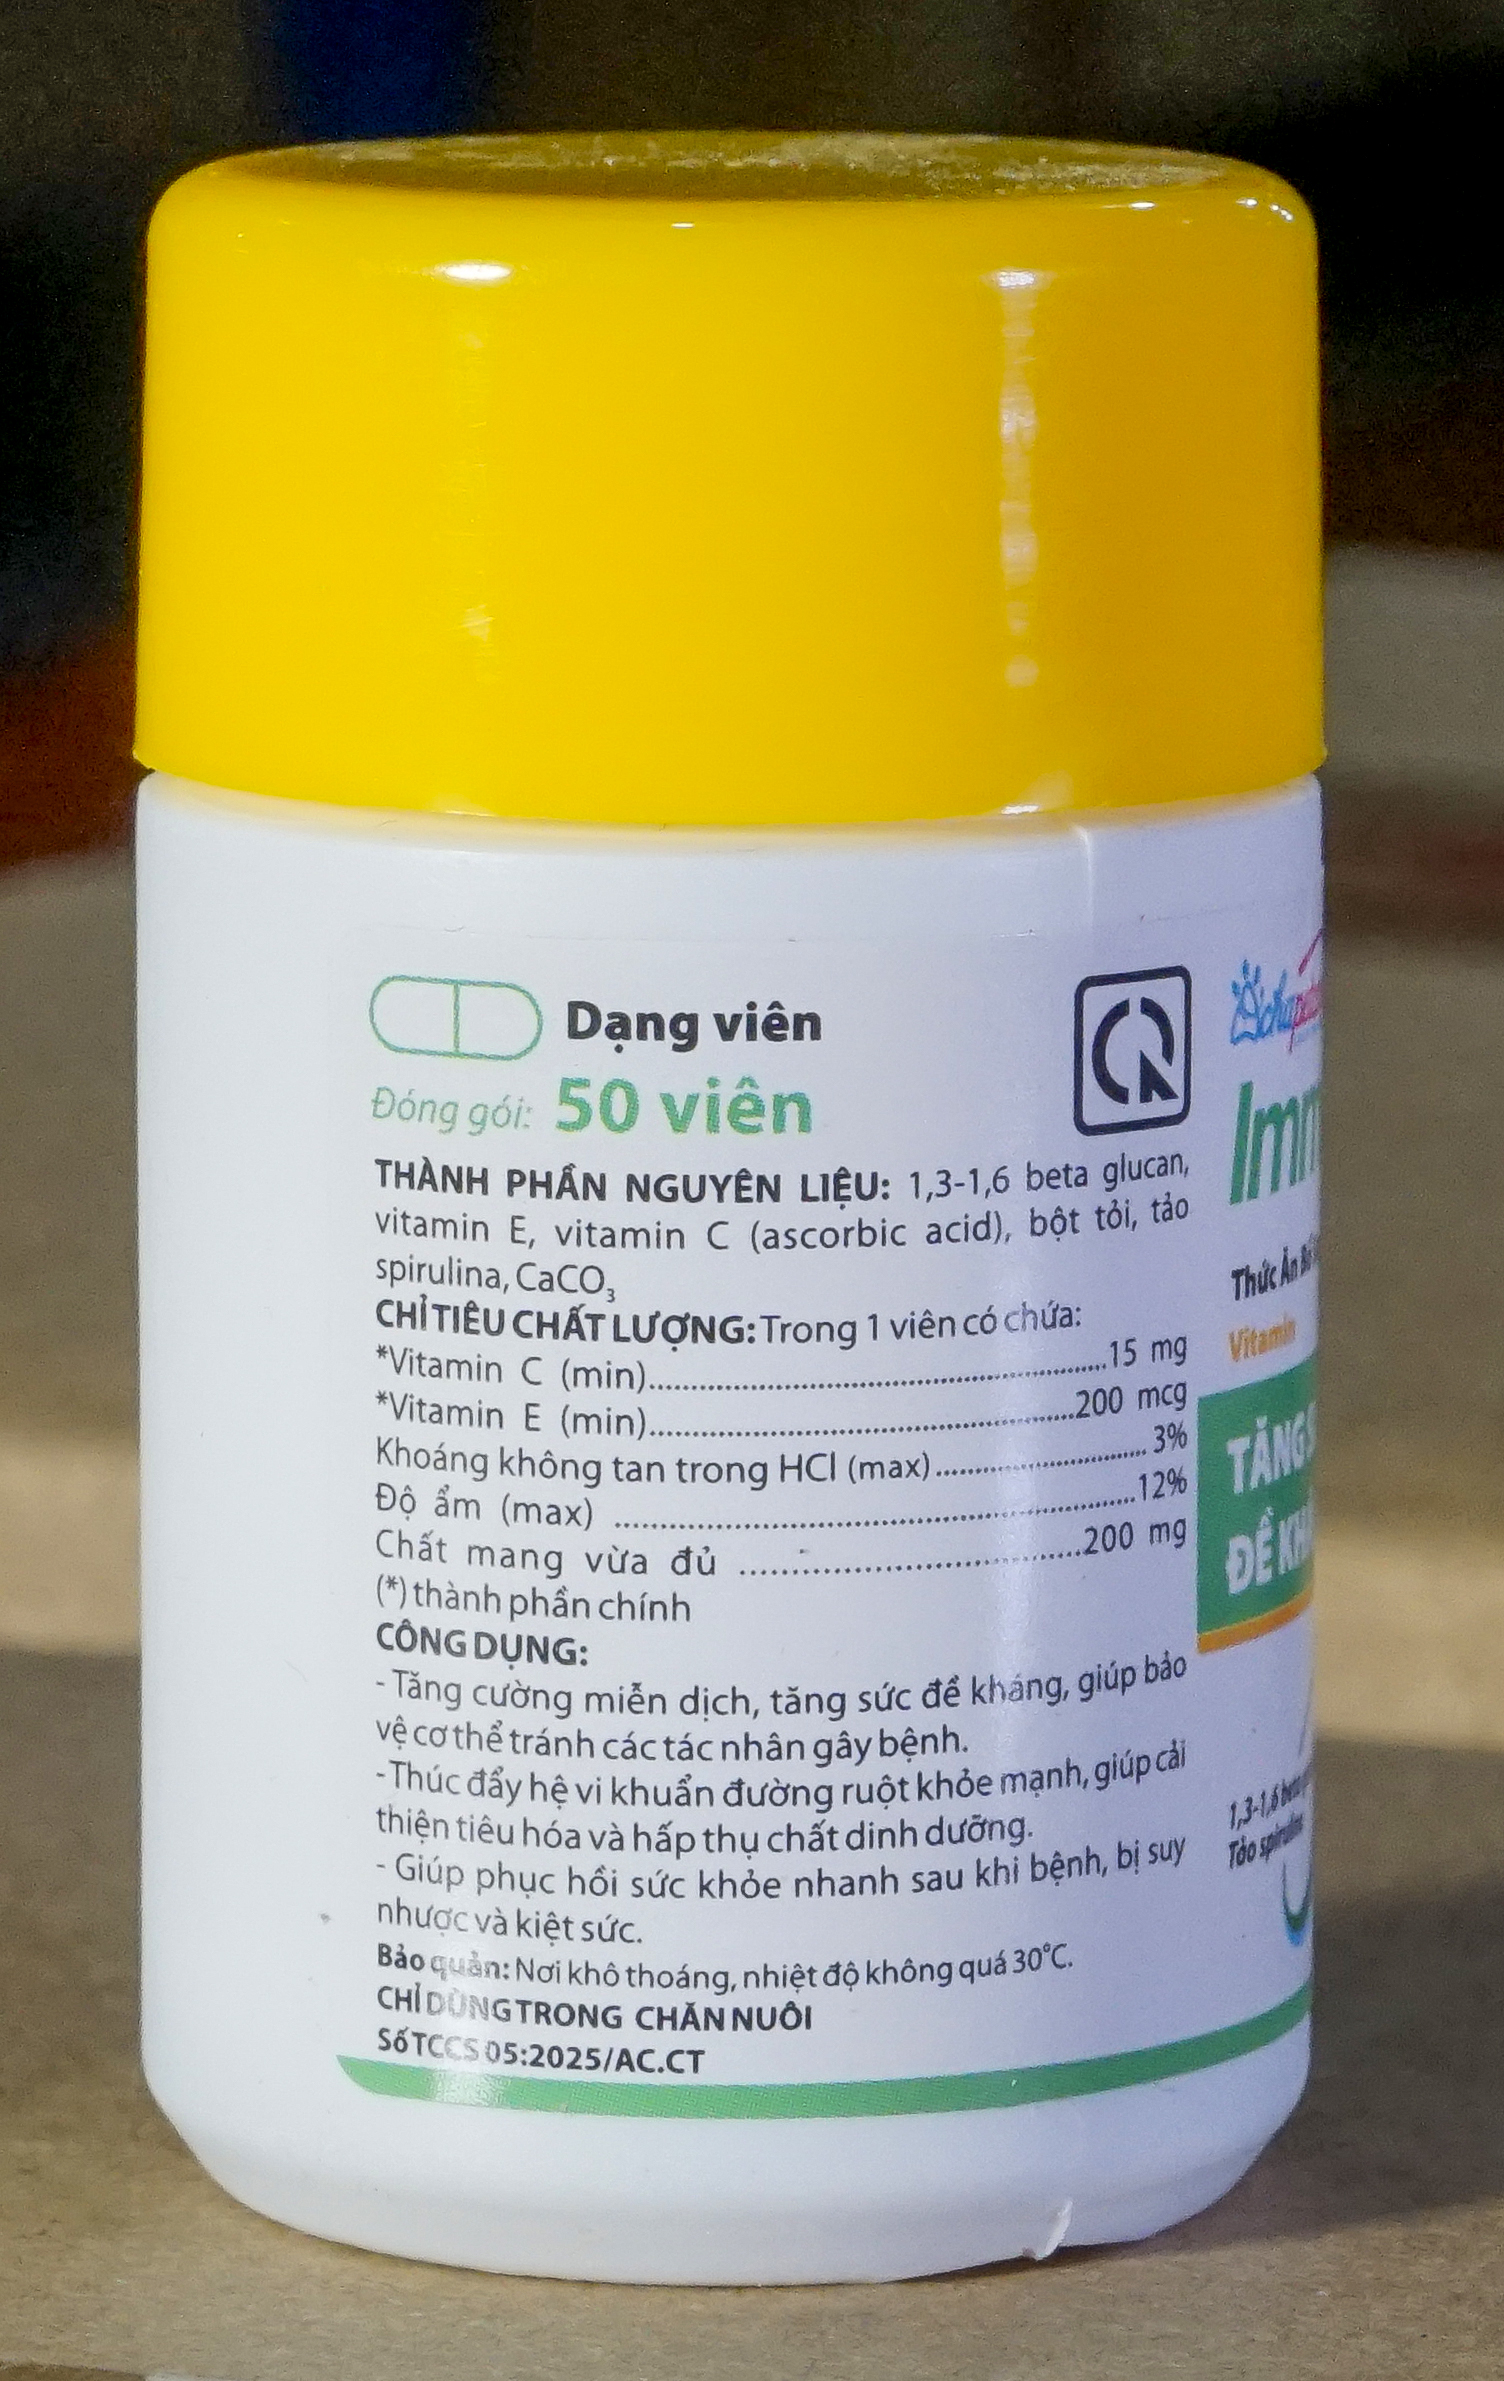 Dạng viên
Đóng gói: 50 viên
THÀNH PHẦN NGUYÊN LIỆU: 1,3-1,6 beta glucan,
vitamin E, vitamin C (ascorbic acid), bột tỏi, tảo
spirulina, CaCO₃
CHỈ TIÊU CHẤT LƯỢNG: Trong 1 viên có chứa:
*Vitamin C (min)..........15 mg
*Vitamin E (min)..........200 mcg
Khoáng không tan trong HCl (max).......... 3%
Độ ẩm (max) ..........12%
Chất mang vừa đủ ..........200 mg
(*) thành phần chính
CÔNG DỤNG:
- Tăng cường miễn dịch, tăng sức đề kháng, giúp bảo
vệ cơ thể tránh các tác nhân gây bệnh.
- Thúc đẩy hệ vi khuẩn đường ruột khỏe mạnh, giúp cải
thiện tiêu hóa và hấp thụ chất dinh dưỡng.
- Giúp phục hồi sức khỏe nhanh sau khi bệnh, bị suy
nhược và kiệt sức.
Bảo quản: Nơi khô thoáng, nhiệt độ không quá 30°C.
CHỈ DÙNG TRONG CHĂN NUÔI
Số TCCS 05:2025/AC.CT
Imm
Thức Ăn
Vitamin
TĂNG
ĐỀ
1,3-1,6
Tảo spirulina